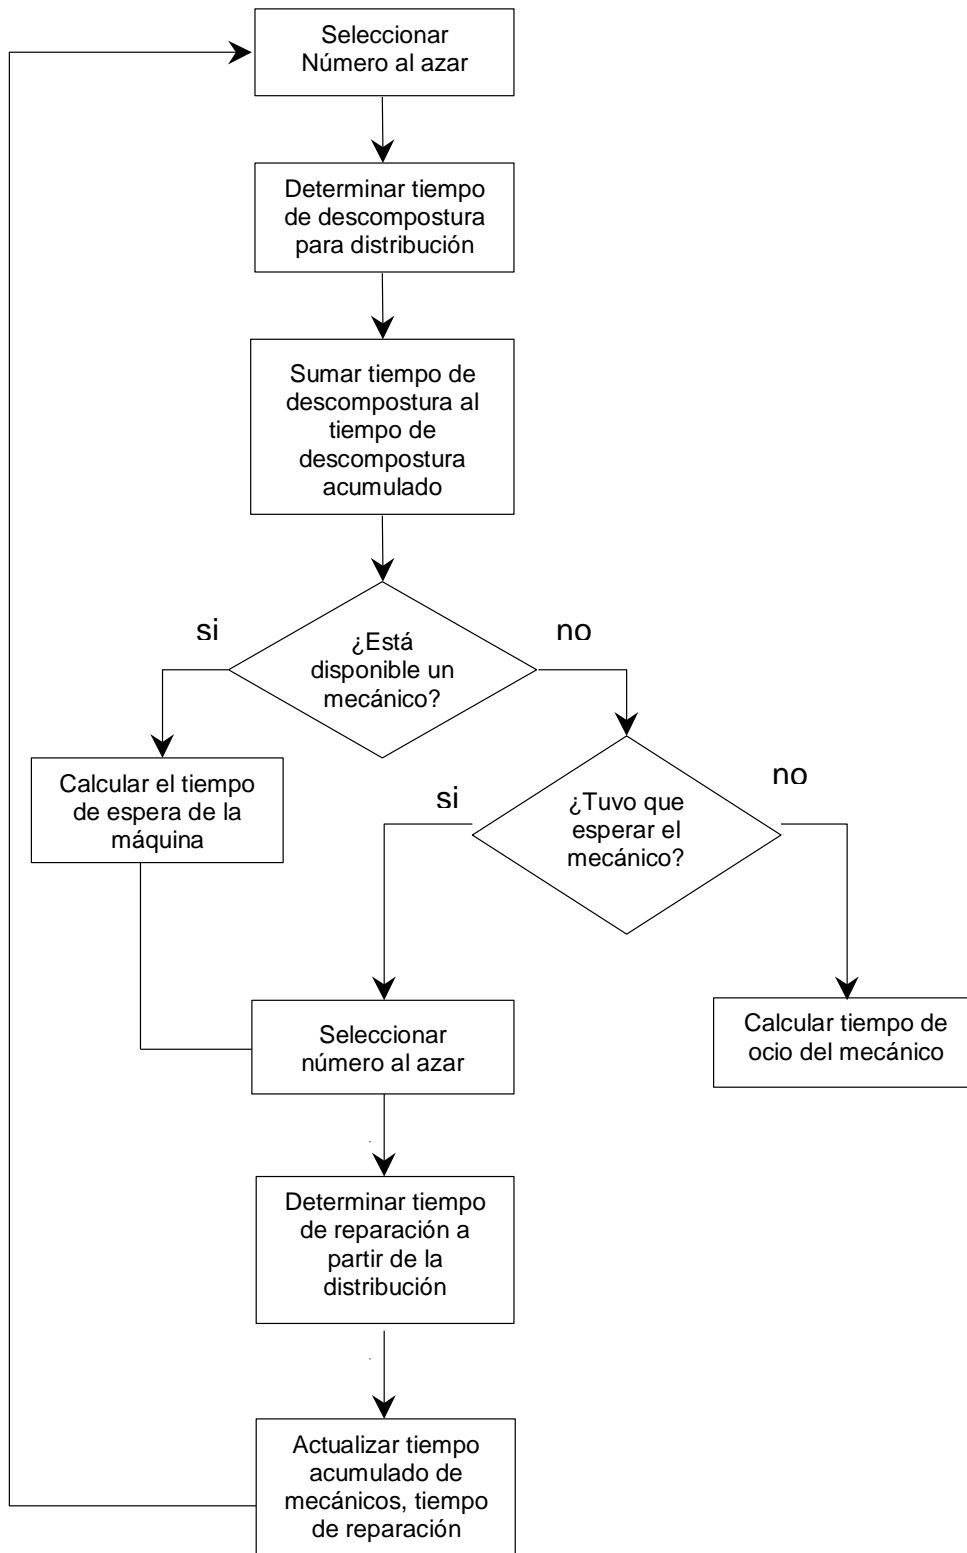 Seleccionar
Número al azar
Determinar tiempo
de descompostura
para distribución
Sumar tiempo de
descompostura al
tiempo de
descompostura
acumulado
si
no
¿Está
disponible un
mecánico?
Calcular el tiempo
de espera de la
máquina
si
no
¿Tuvo que
esperar el
mecánico?
Seleccionar
número al azar
Calcular tiempo de
ocio del mecánico
Determinar tiempo
de reparación a
partir de la
distribución
Actualizar tiempo
acumulado de
mecánicos, tiempo
de reparación